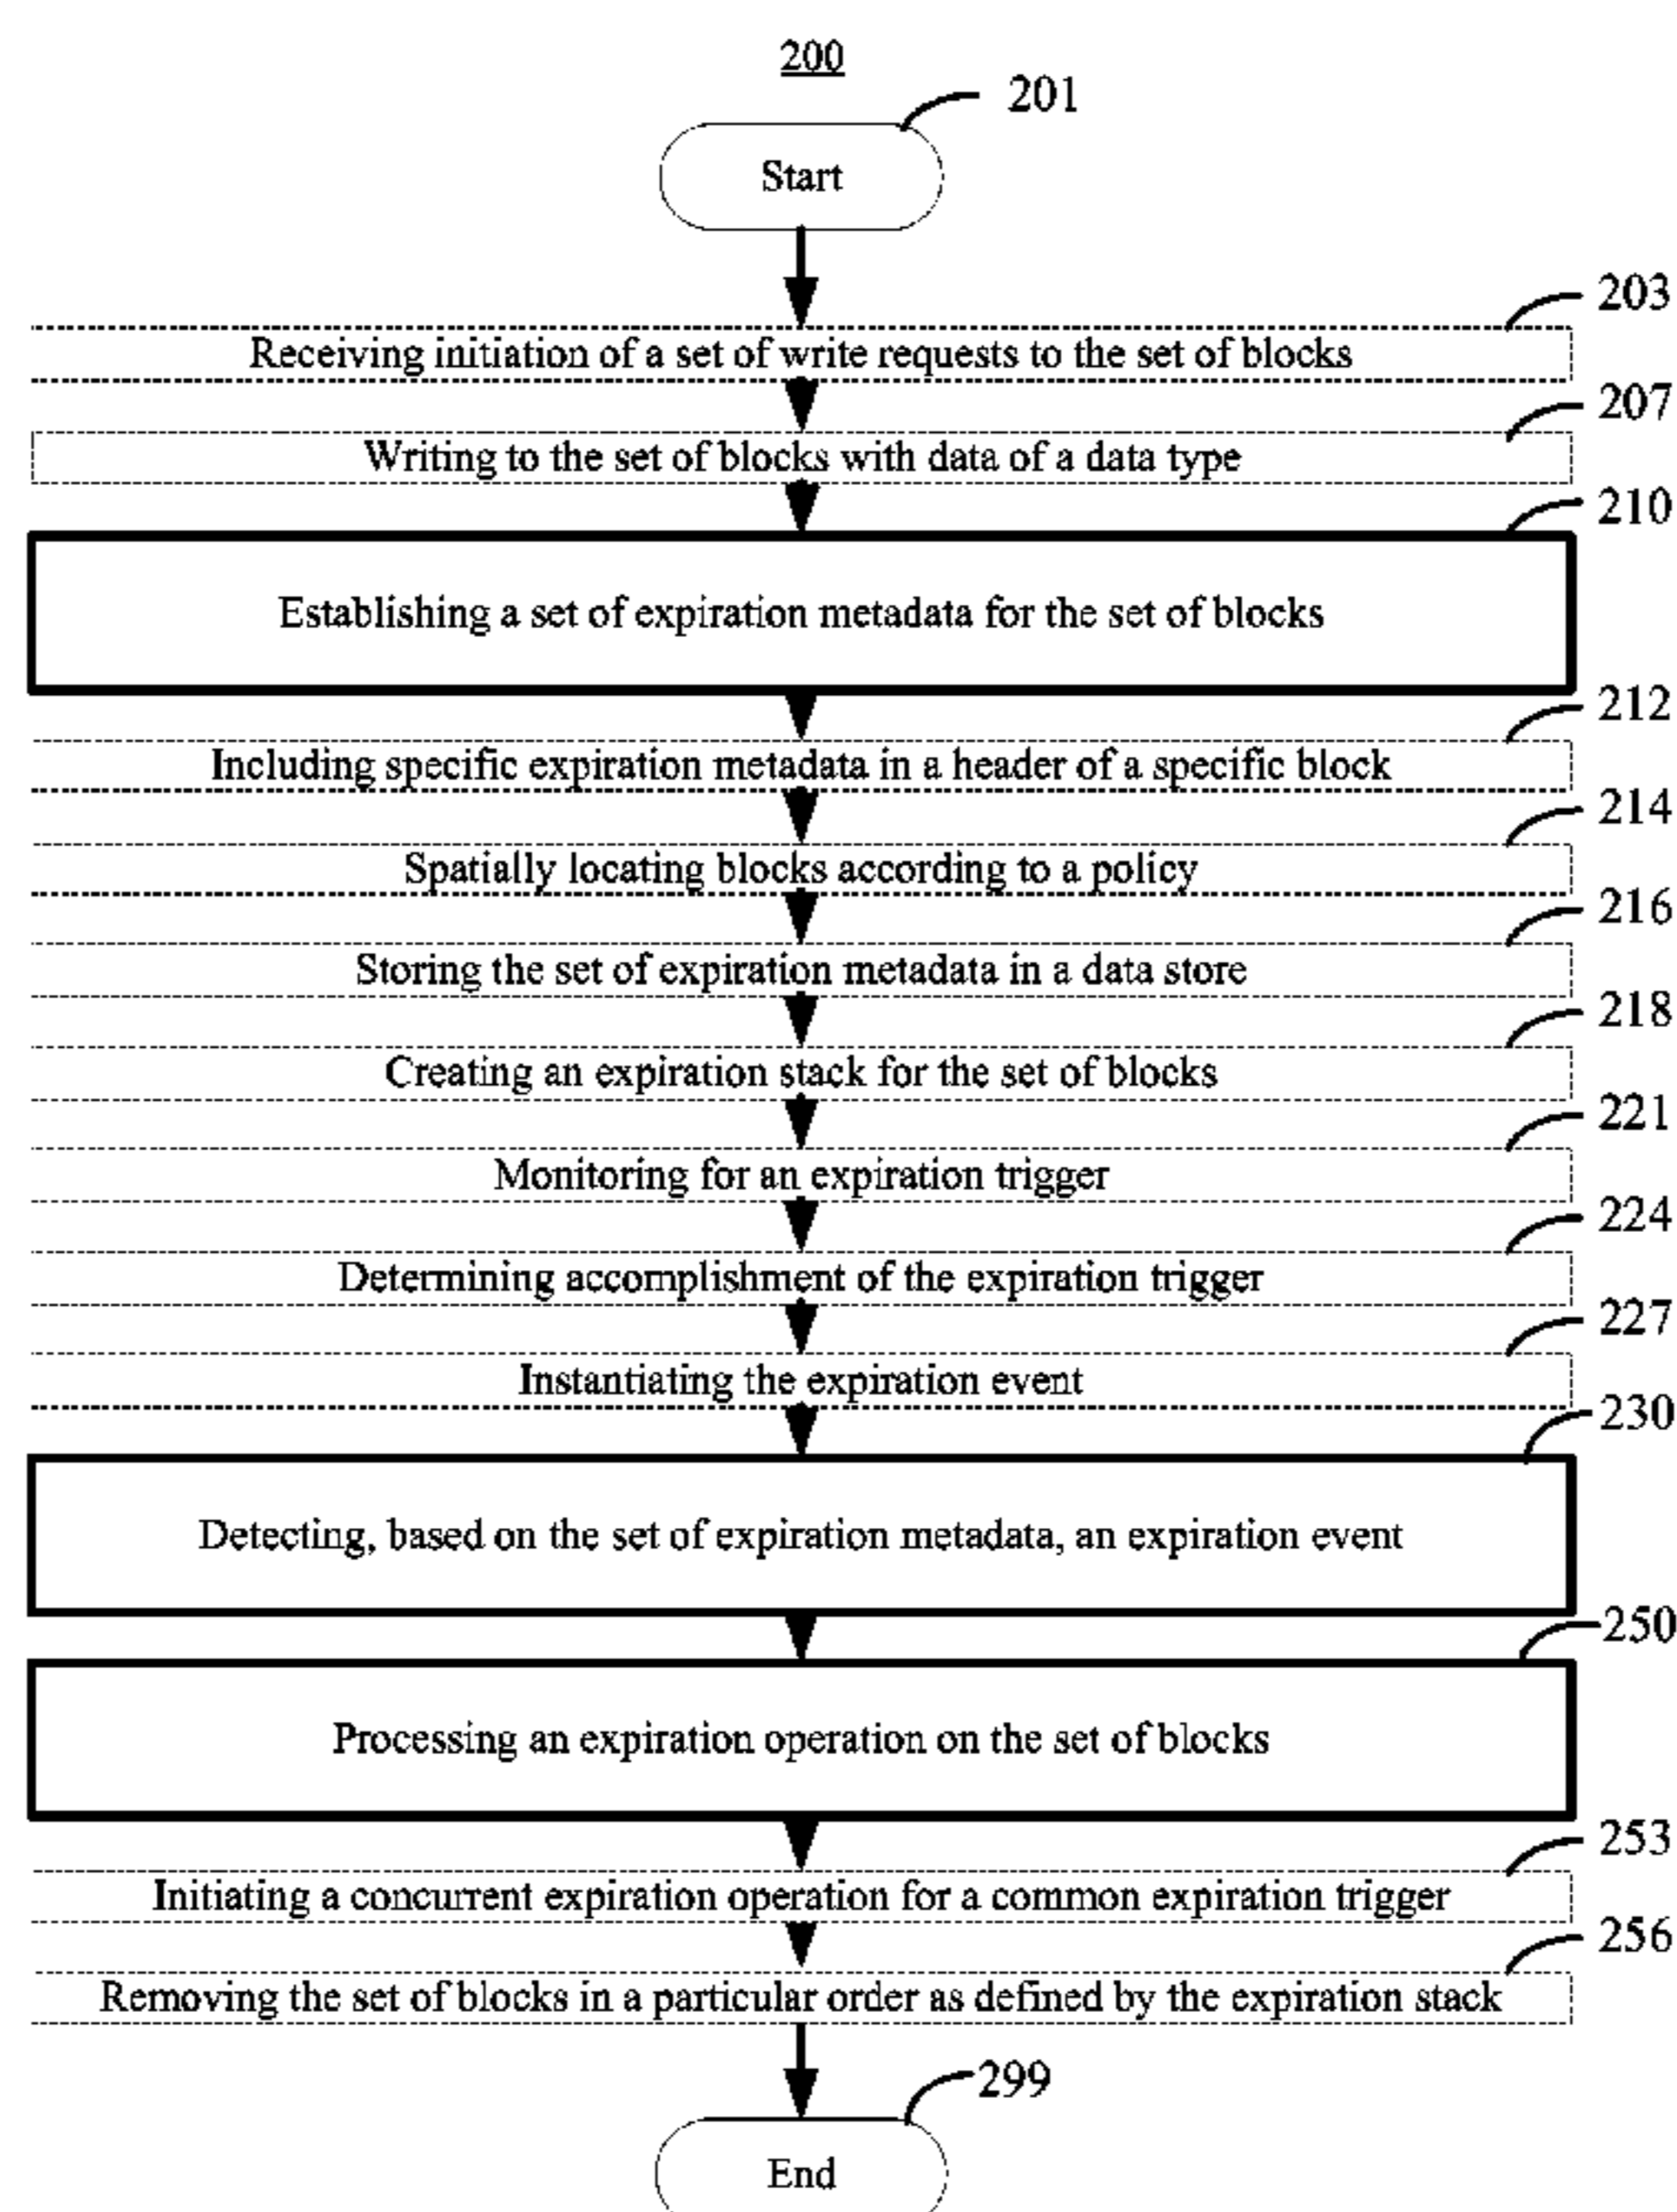 200
201
Start
203
Receiving initiation of a set of write requests to the set of blocks
207
Writing to the set of blocks with data of a data type
210
Establishing a set of expiration metadata for the set of blocks
212
Including specific expiration metadata in a header of a specific block
214
Spatially locating blocks according to a policy
216
Storing the set of expiration metadata in a data store
218
Creating an expiration stack for the set of blocks
221
Monitoring for an expiration trigger
224
Determining accomplishment of the expiration trigger
227
Instantiating the expiration event
230
Detecting, based on the set of expiration metadata, an expiration event
250
Processing an expiration operation on the set of blocks
253
Initiating a concurrent expiration operation for a common expiration trigger
256
Removing the set of blocks in a particular order as defined by the expiration stack
299
End